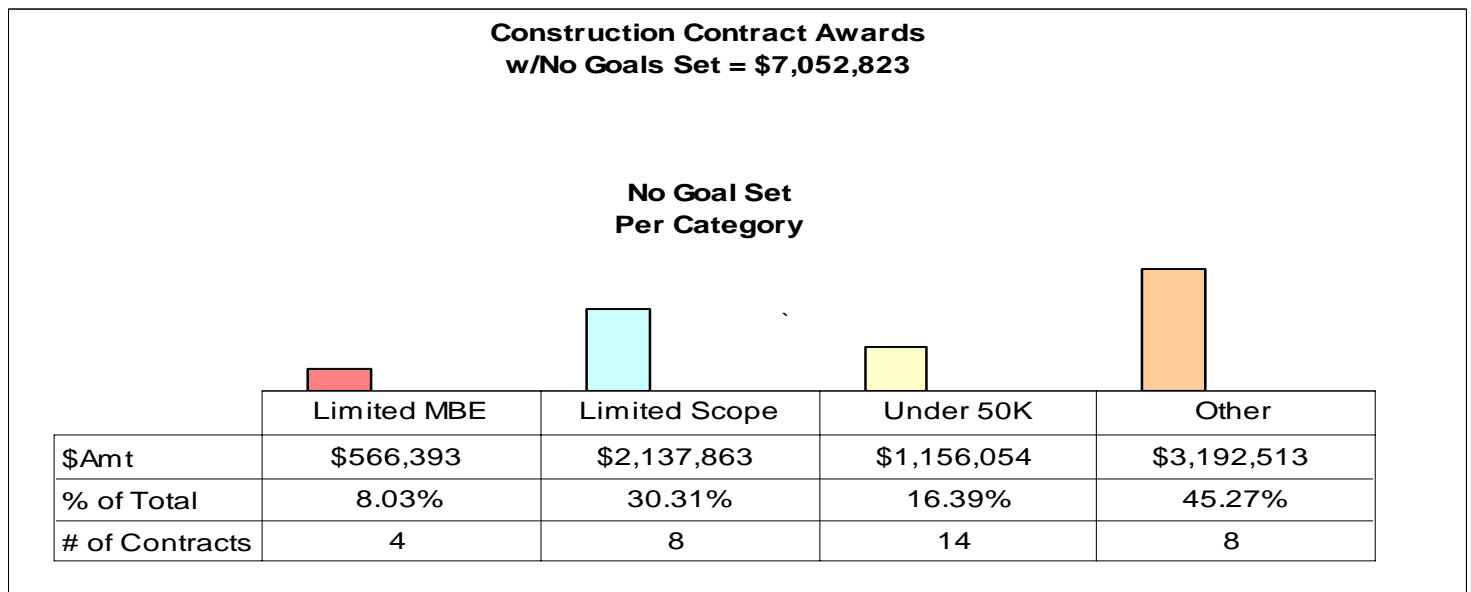 Construction Contract Awards
w/No Goals Set = $7,052,823
No Goal Set
Per Category
`
Limited MBE Limited Scope Under 50K Other
$Amt $566,393 $2,137,863 $1,156,054 $3,192,513
% of Total 8.03% 30.31% 16.39% 45.27%
# of Contracts 4 8 14 8